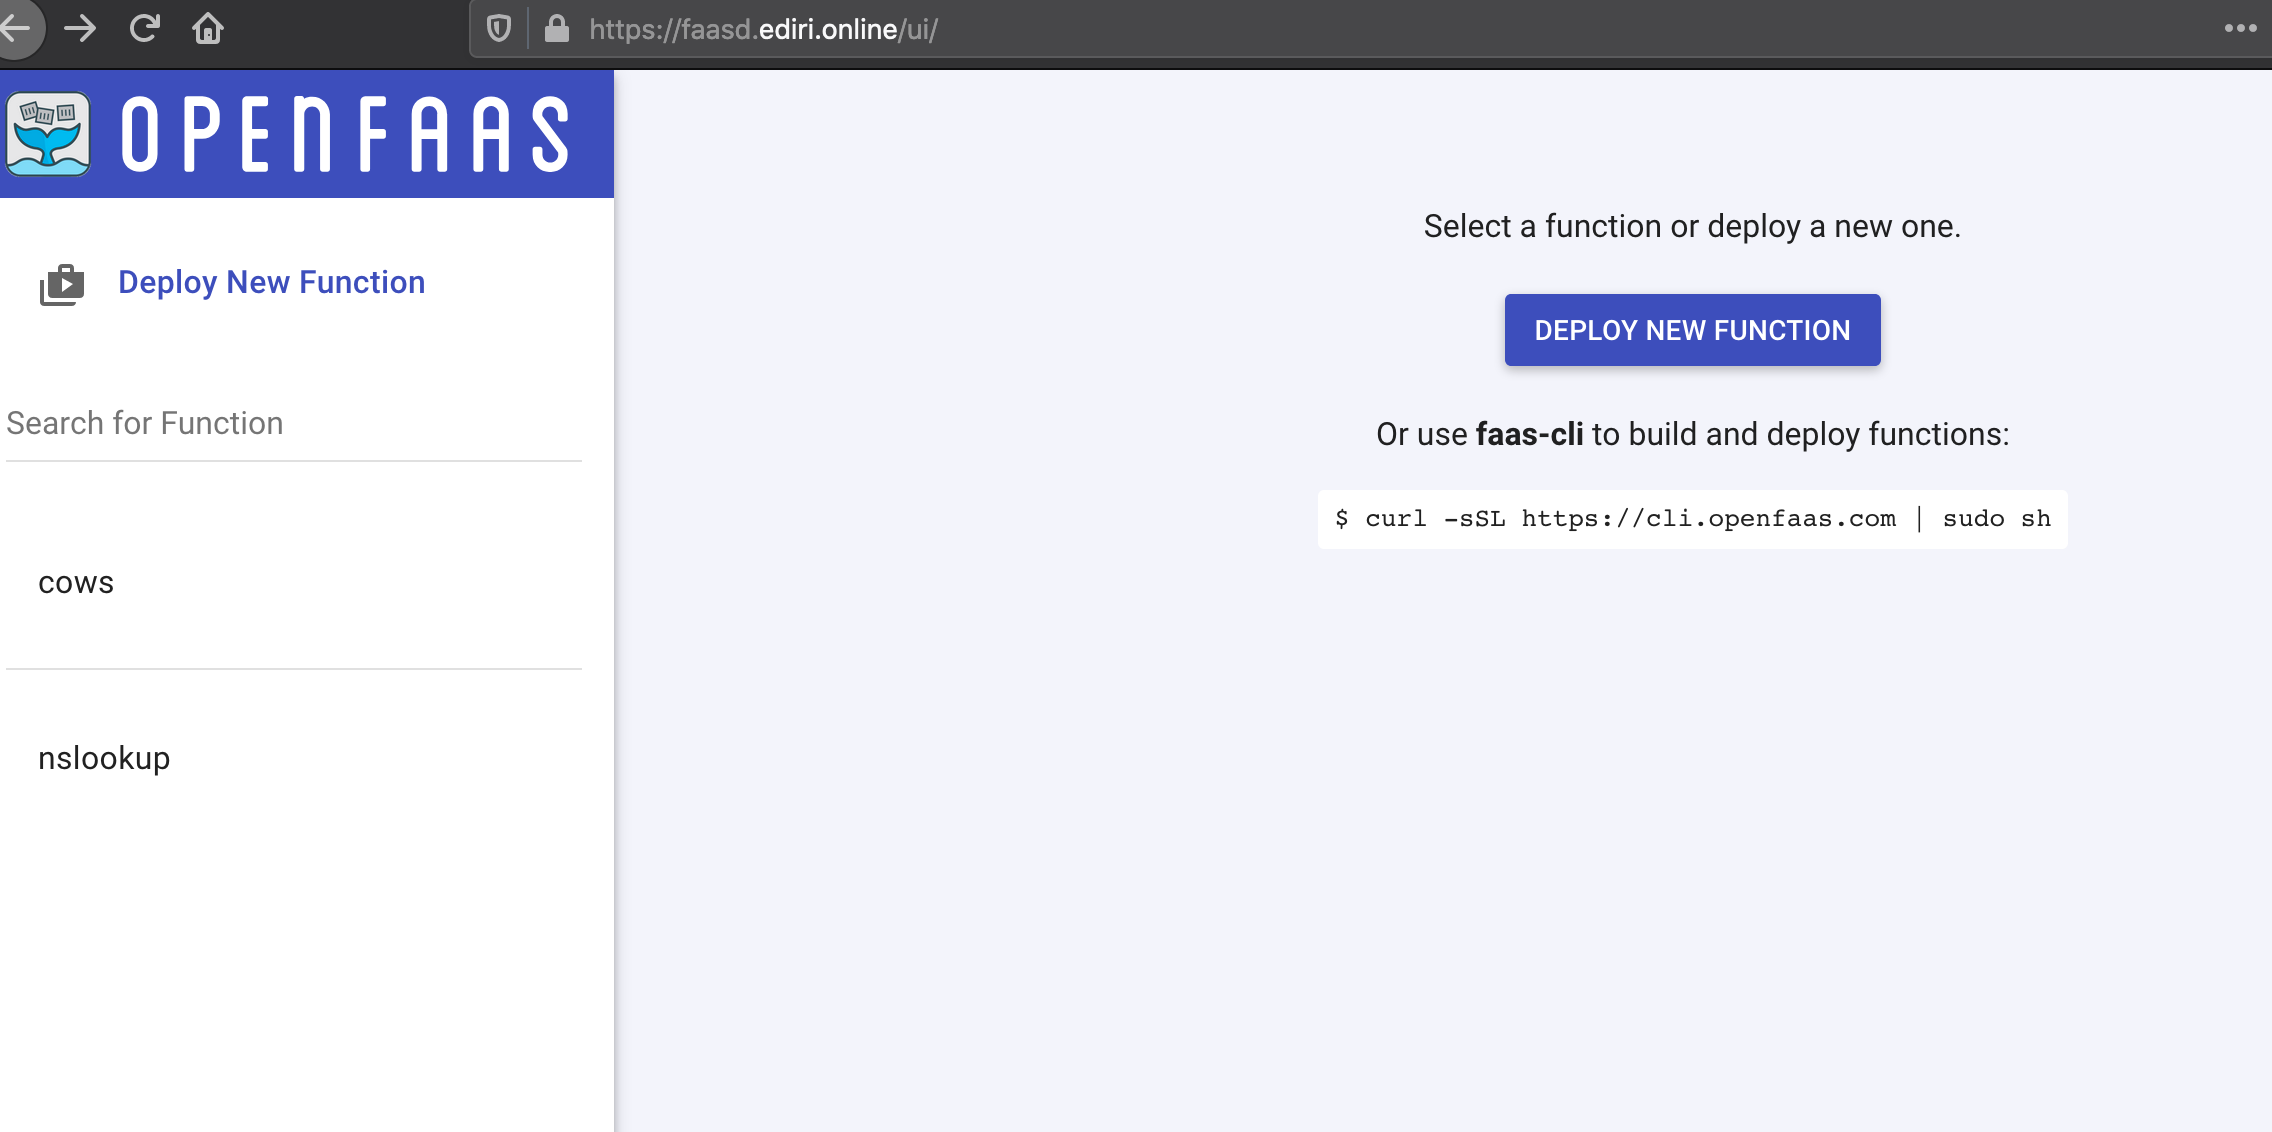 https://faasd.ediri.online/ui/
OPENFAAS
Deploy New Function
Search for Function
cows
nslookup
Select a function or deploy a new one.
DEPLOY NEW FUNCTION
Or use faas-cli to build and deploy functions:
$ curl -sSL https://cli.openfaas.com | sudo sh